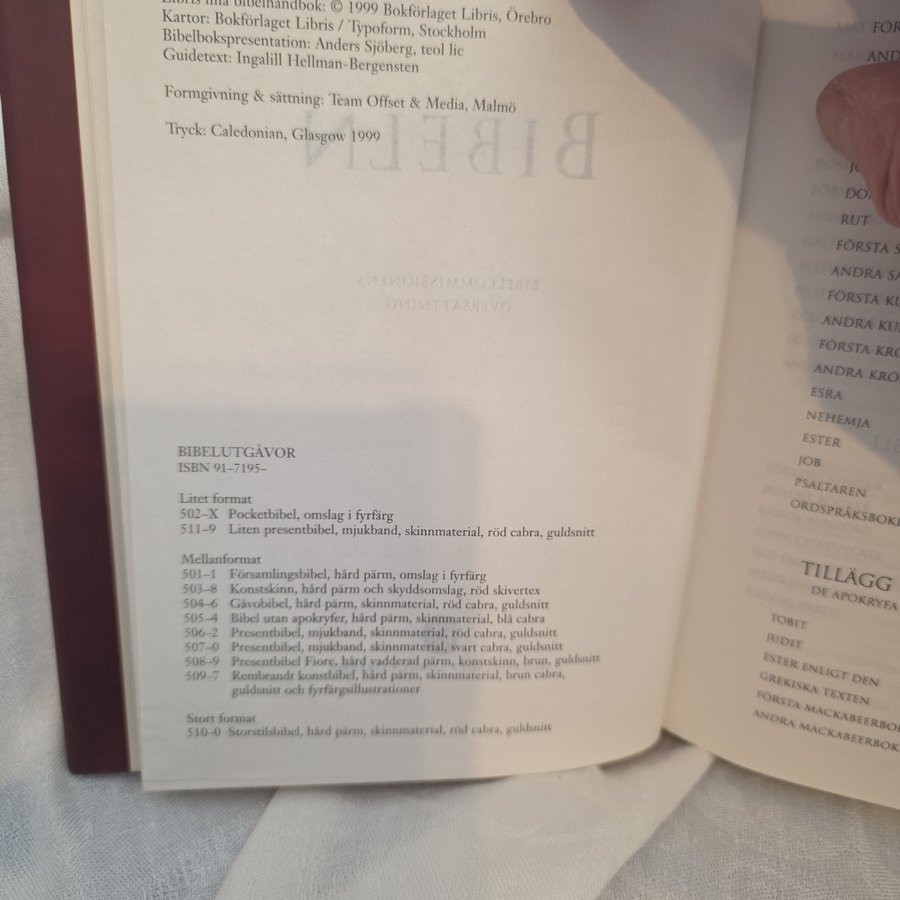 Libris lilla bibelhandbok: © 1999 Bokförlaget Libris, Örebro
Kartor: Bokförlaget Libris / Typoform, Stockholm
Bibelbokspresentation: Anders Sjöberg, teol lic
Guidetext: Ingalill Hellman-Bergensten
Formgivning & sättning: Team Offset & Media, Malmö
Tryck: Caledonian, Glasgow 1999
BIBELN
BIBELKOMMISSIONENS
ÖVERSÄTTNING
BIBELUTGÅVOR
ISBN 91–7195–
Litet format
502–X Pocketbibel, omslag i fyrfärg
511–9 Liten presentbibel, mjukband, skinnmaterial, röd cabra, guldsnitt
Mellanformat
501–1 Församlingsbibel, hård pärm, omslag i fyrfärg
503–8 Konstskinn, hård pärm och skyddsomslag, röd skivertex
504–6 Gåvobibel, hård pärm, skinnmaterial, röd cabra, guldsnitt
505–4 Bibel utan apokryfer, hård pärm, skinnmaterial, blå cabra
506–2 Presentbibel, mjukband, skinnmaterial, röd cabra, guldsnitt
507–0 Presentbibel, mjukband, skinnmaterial, svart cabra, guldsnitt
508–9 Presentbibel Fiore, hård vadderad pärm, konstskinn, brun, guldsnitt
509–7 Rembrandt konstbibel, hård pärm, skinnmaterial, brun cabra,
guldsnitt och fyrfärgsillustrationer
Stort format
510–0 Storstilsbibel, hård pärm, skinnmaterial, röd cabra, guldsnitt
FÖR
AND
JO
DO
RUT
FÖRSTA S
ANDRA SA
FÖRSTA KU
ANDRA KU
FÖRSTA KRÖ
ANDRA KRÖ
ESRA
NEHEMJA
ESTER
JOB
PSALTAREN
ORDSPRÅKSBOKE
TILLÄGG
DE APOKRYFA
TOBIT
JUDIT
ESTER ENLIGT DEN
GREKISKA TEXTEN
FÖRSTA MACKABEERBO
ANDRA MACKABEERBOK